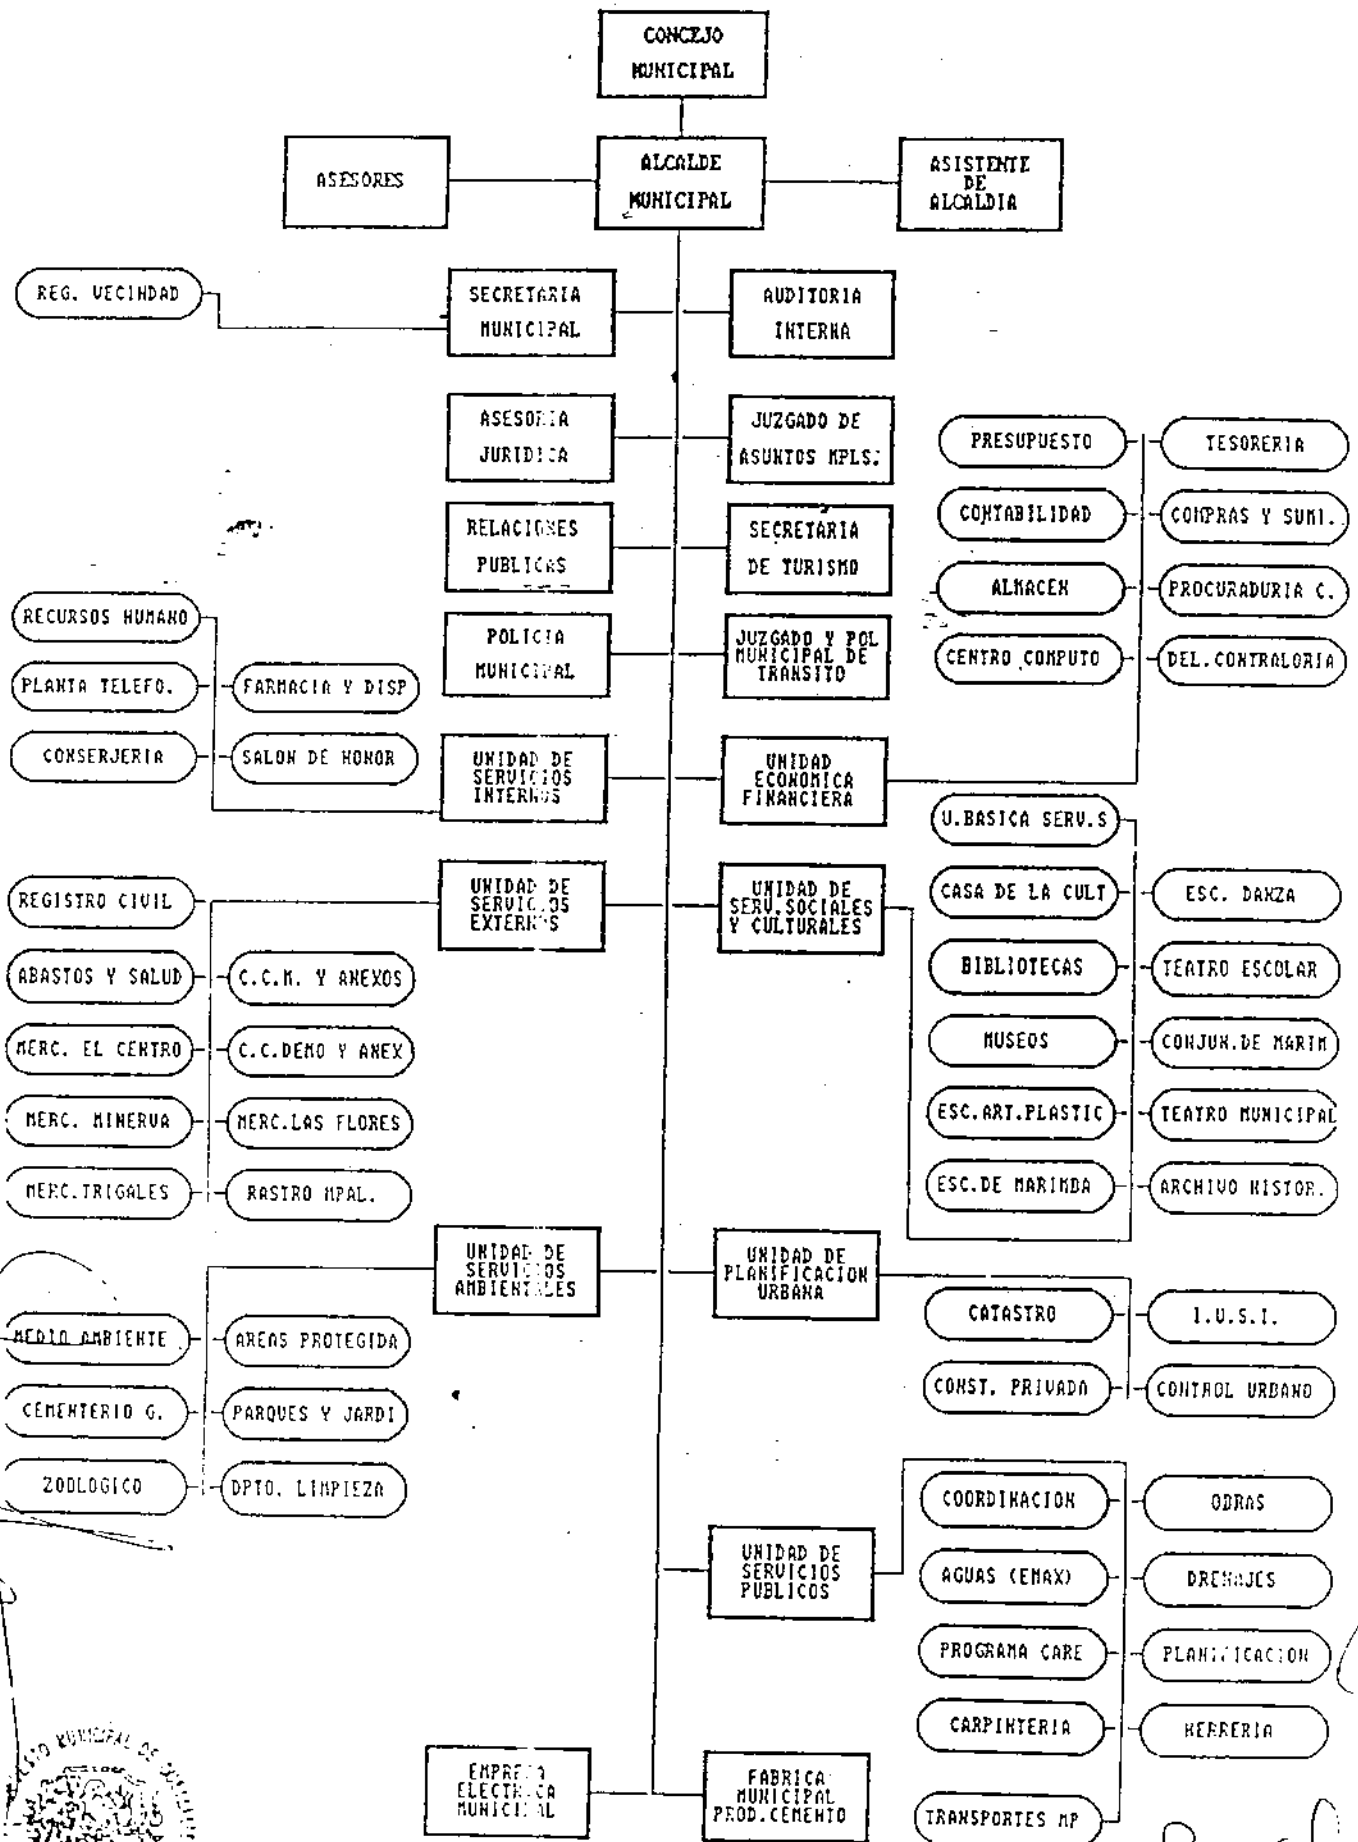 CONCEJO
MUNICIPAL
ASESORES
ALCALDE
MUNICIPAL
ASISTENTE
DE
ALCALDIA
REG. VECINDAD
SECRETARIA
MUNICIPAL
AUDITORIA
INTERNA
ASESORIA
JURIDICA
JUZGADO DE
ASUNTOS MPLS.
PRESUPUESTO
TESORERIA
CONTABILIDAD
COMPRAS Y SUMI.
RELACIONES
PUBLICAS
SECRETARIA
DE TURISMO
ALMACEN
PROCURADURIA C.
RECURSOS HUMANO
POLICIA
MUNICIPAL
JUZGADO Y POL
MUNICIPAL DE
TRANSITO
CENTRO COMPUTO
DEL.CONTRALORIA
PLANTA TELEFO.
FARMACIA Y DISP
CONSERJERIA
SALON DE HONOR
UNIDAD DE
SERVICIOS
INTERNOS
UNIDAD
ECONOMICA
FINANCIERA
U.BASICA SERV.S
REGISTRO CIVIL
UNIDAD DE
SERVICIOS
EXTERNOS
UNIDAD DE
SERV.SOCIALES
Y CULTURALES
CASA DE LA CULT
ESC. DANZA
ABASTOS Y SALUD
C.C.M. Y ANEXOS
BIBLIOTECAS
TEATRO ESCOLAR
MERC. EL CENTRO
C.C.DEMO Y ANEX
MUSEOS
CONJUN.DE MARIM
MERC. MINERVA
MERC.LAS FLORES
ESC.ART.PLASTIC
TEATRO MUNICIPAL
MERC.TRIGALES
RASTRO MPAL.
ESC.DE MARIMBA
ARCHIVO HISTOR.
UNIDAD DE
SERVICIOS
AMBIENTALES
UNIDAD DE
PLANIFICACION
URBANA
MEDIO AMBIENTE
AREAS PROTEGIDA
CATASTRO
I.U.S.I.
CEMENTERIO G.
PARQUES Y JARDI
CONST. PRIVADA
CONTROL URBANO
ZOOLOGICO
DPTO. LIMPIEZA
COORDINACION
OBRAS
UNIDAD DE
SERVICIOS
PUBLICOS
AGUAS (EMAX)
DRENAJES
PROGRAMA CARE
PLANIFICACION
CARPINTERIA
HERRERIA
EMPRESA
ELECTRICA
MUNICIPAL
FABRICA
MUNICIPAL
PROD.CEMENTO
TRANSPORTES MP
MUNICIPAL DE